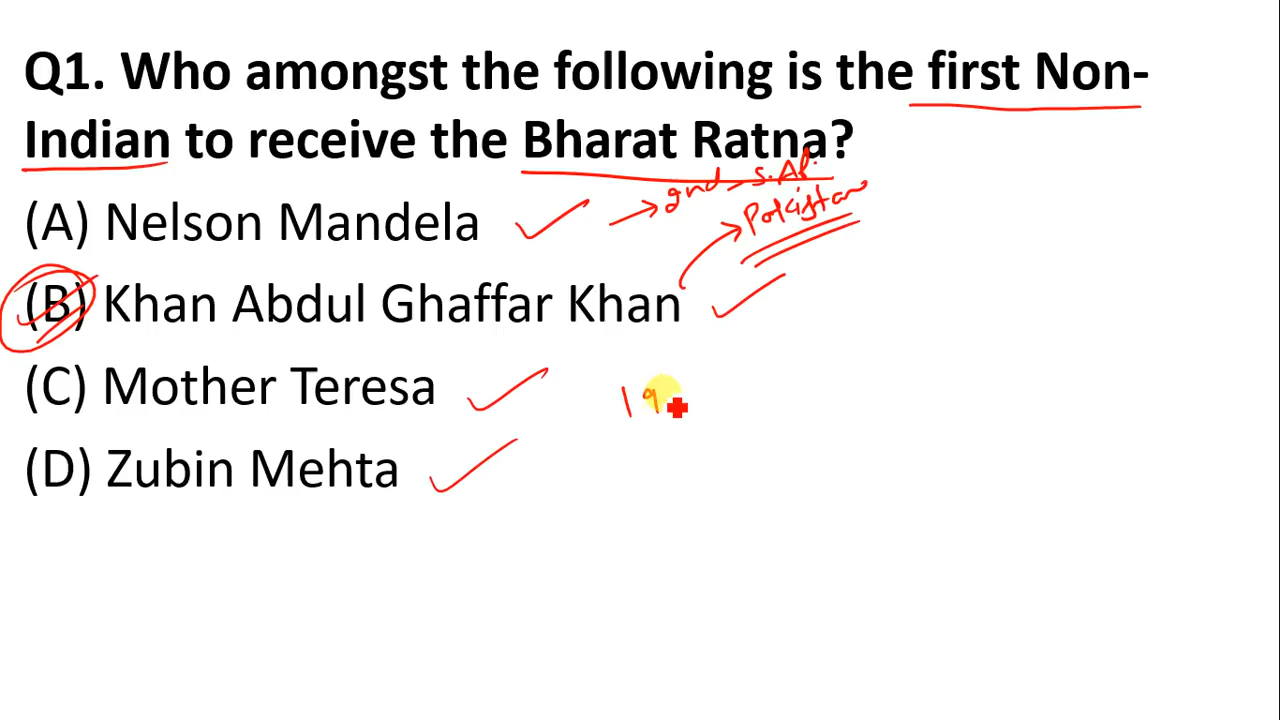 Q1. Who amongst the following is the first Non-
Indian to receive the Bharat Ratna?
(A) Nelson Mandela
2nd - S. Af.
Pakistan
(B) Khan Abdul Ghaffar Khan
(C) Mother Teresa
19
(D) Zubin Mehta